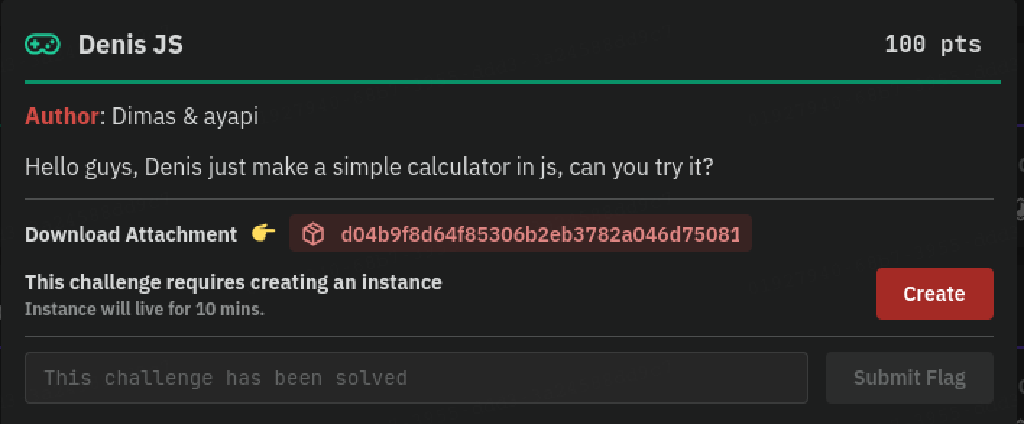 Denis JS
100 pts
Author: Dimas & ayapi
Hello guys, Denis just make a simple calculator in js, can you try it?
Download Attachment 👉 d04b9f8d64f85306b2eb3782a046d75081
This challenge requires creating an instance
Instance will live for 10 mins.
Create
This challenge has been solved
Submit Flag